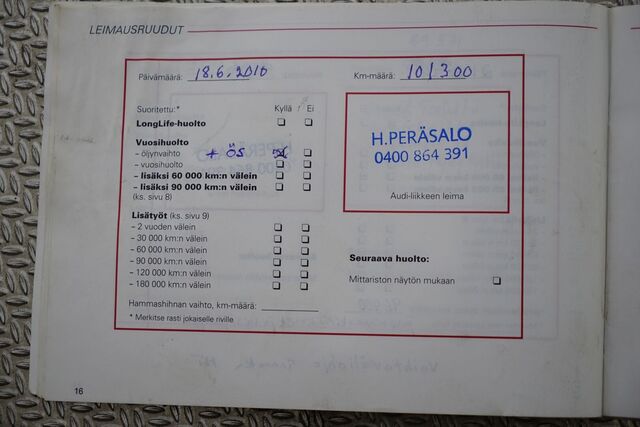 LEIMAUSRUUDUT
Päivämäärä: 18.6.2010 Km-määrä: 101300
Suoritettu:* Kyllä Ei
LongLife-huolto
Vuosihuolto
– öljynvaihto + ÖS
– vuosihuolto
– lisäksi 60 000 km:n välein
– lisäksi 90 000 km:n välein
(ks. sivu 8)
Lisätyöt (ks. sivu 9)
– 2 vuoden välein
– 30 000 km:n välein
– 60 000 km:n välein
– 90 000 km:n välein
– 120 000 km:n välein
– 180 000 km:n välein
Hammashihnan vaihto, km-määrä:
* Merkitse rasti jokaiselle riville
H.PERÄSALO
0400 864 391
Audi-liikkeen leima
Seuraava huolto:
Mittariston näytön mukaan
16